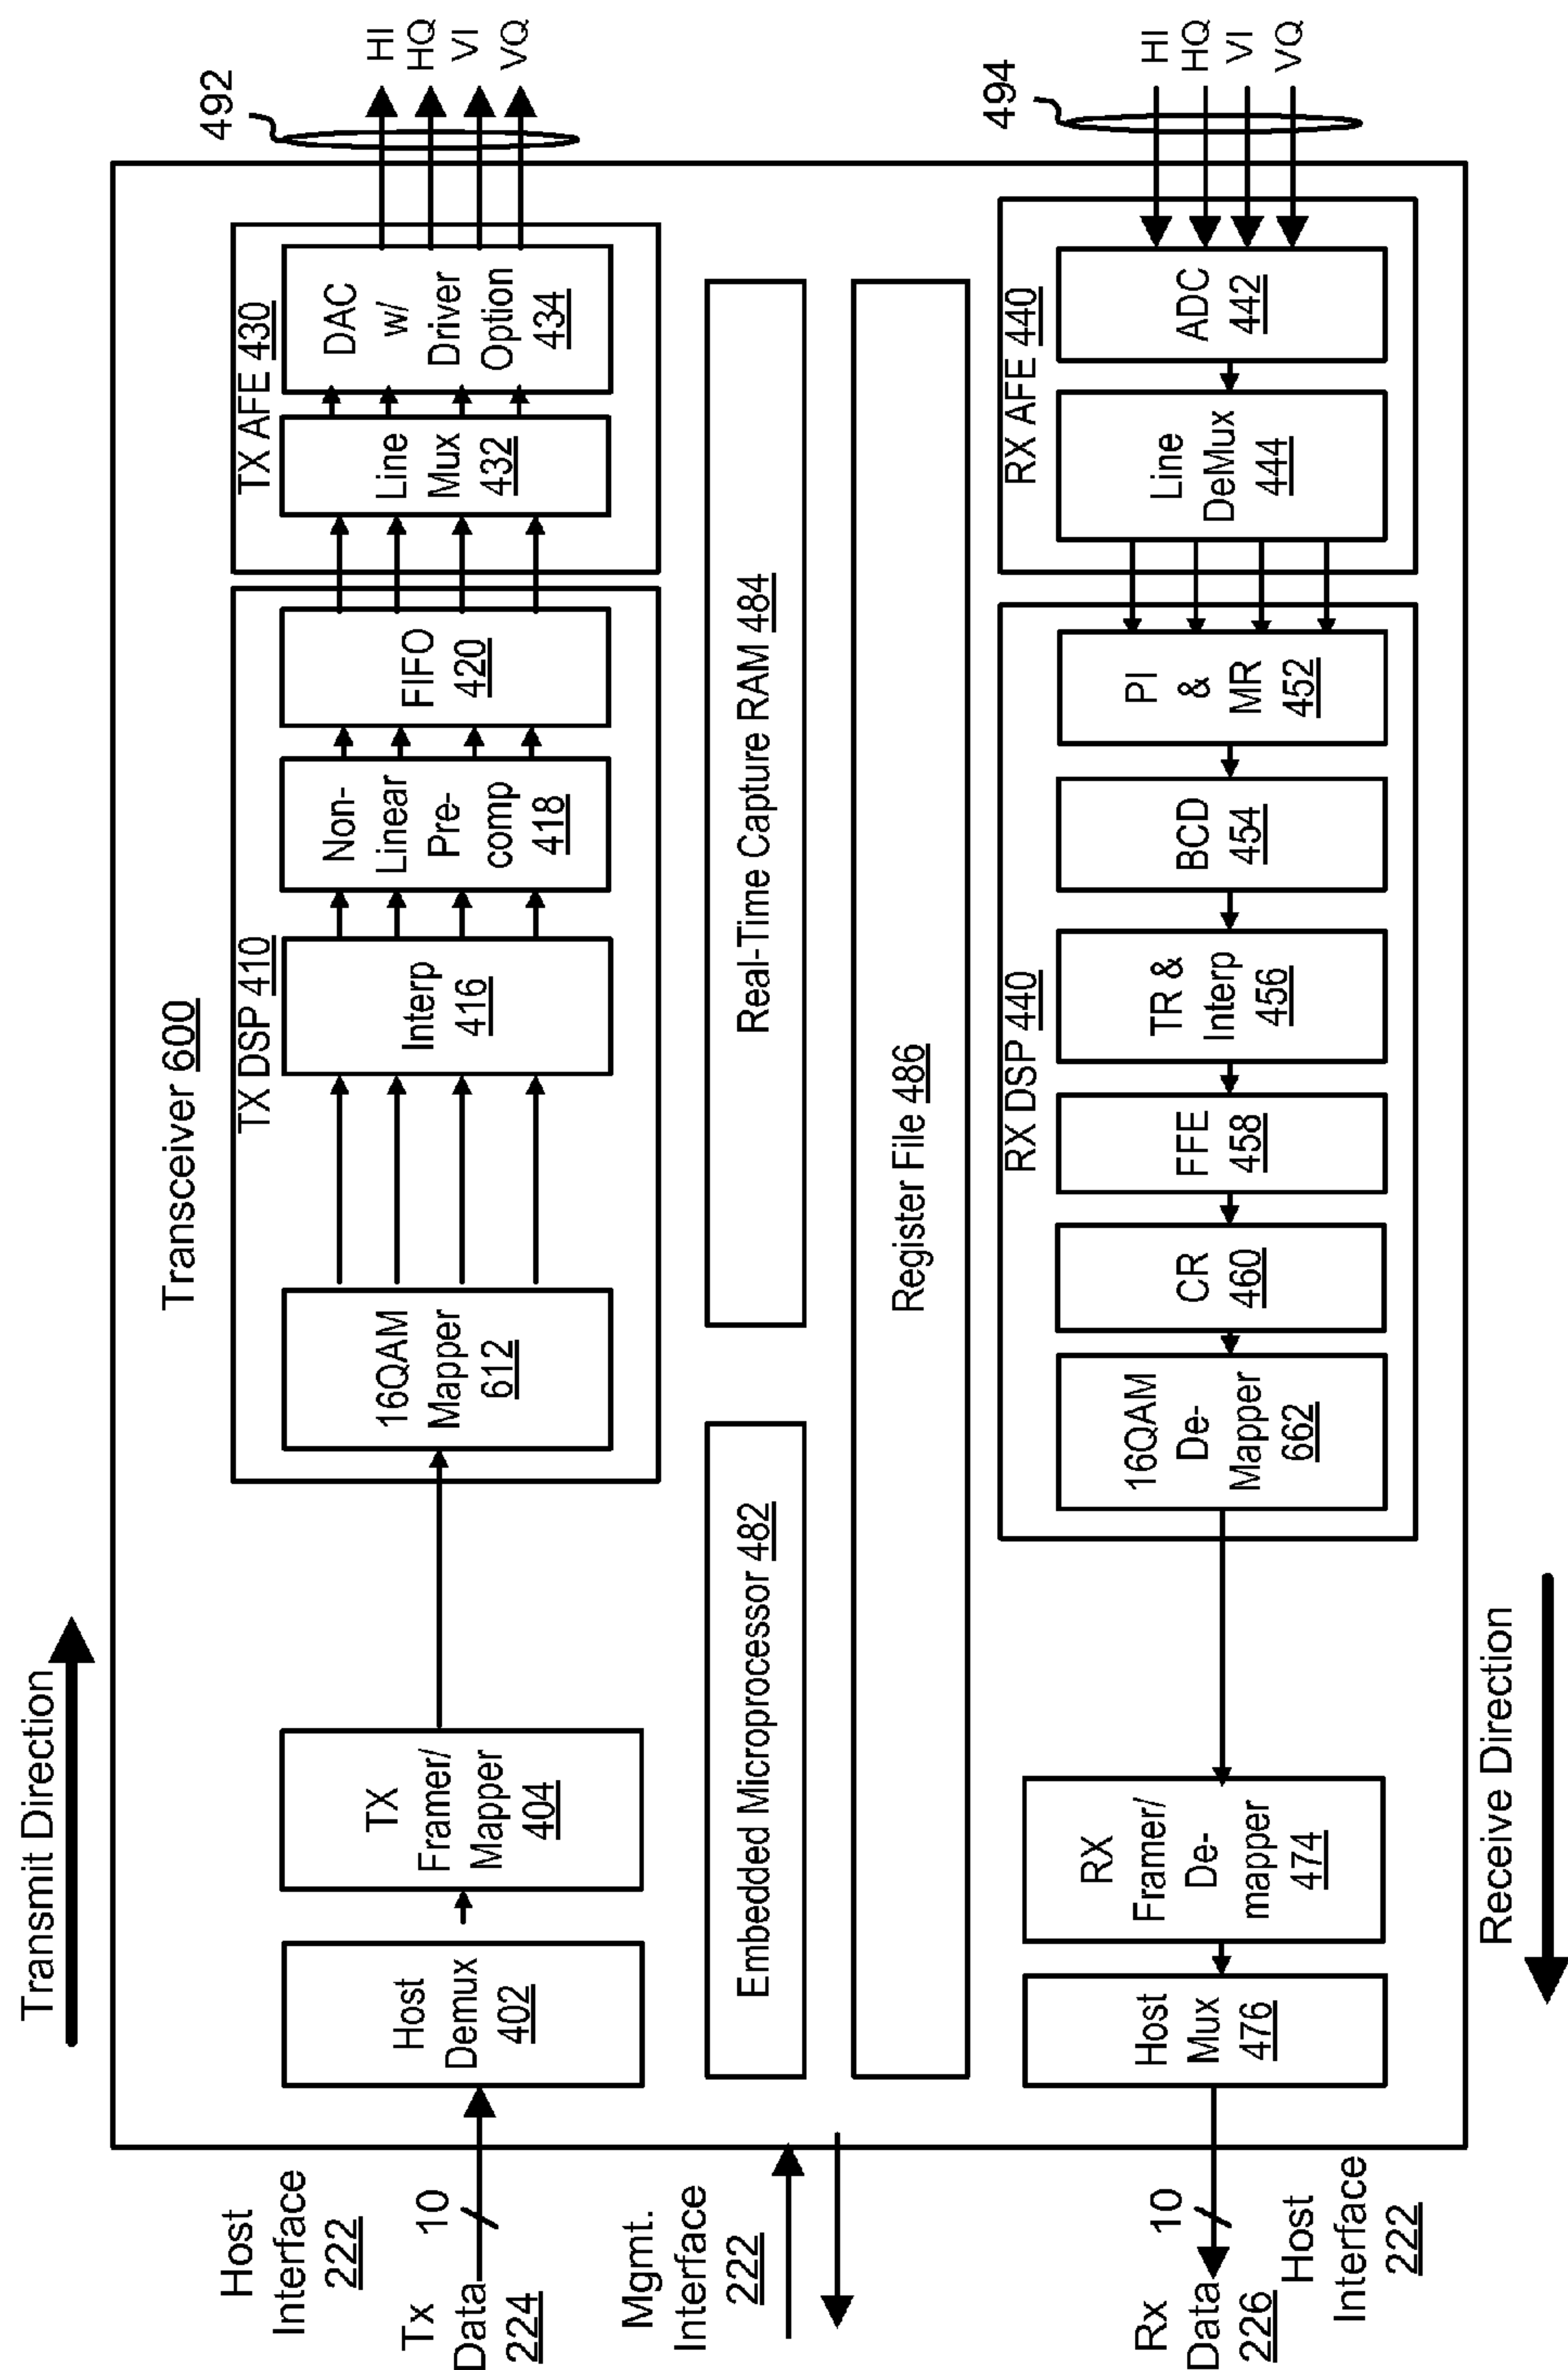 Transmit Direction
Transceiver 600
Host
Interface
222
Tx
Data
224
10
Host
Demux
402
TX
Framer/
Mapper
404
TX DSP 410
16QAM
Mapper
612
Interp
416
Non-
Linear
Pre-
comp
418
FIFO
420
TX AFE 430
Line
Mux
432
DAC
w/
Driver
Option
434
492
HI
HQ
VI
VQ
Mgmt.
Interface
222
Embedded Microprocessor 482
Real-Time Capture RAM 484
Register File 486
Rx
Data
226
10
Host
Interface
222
Host
Mux
476
RX
Framer/
De-
mapper
474
RX DSP 440
16QAM
De-
Mapper
662
CR
460
FFE
458
TR &
Interp
456
BCD
454
PI
&
MR
452
RX AFE 440
Line
DeMux
444
ADC
442
494
HI
HQ
VI
VQ
Receive Direction